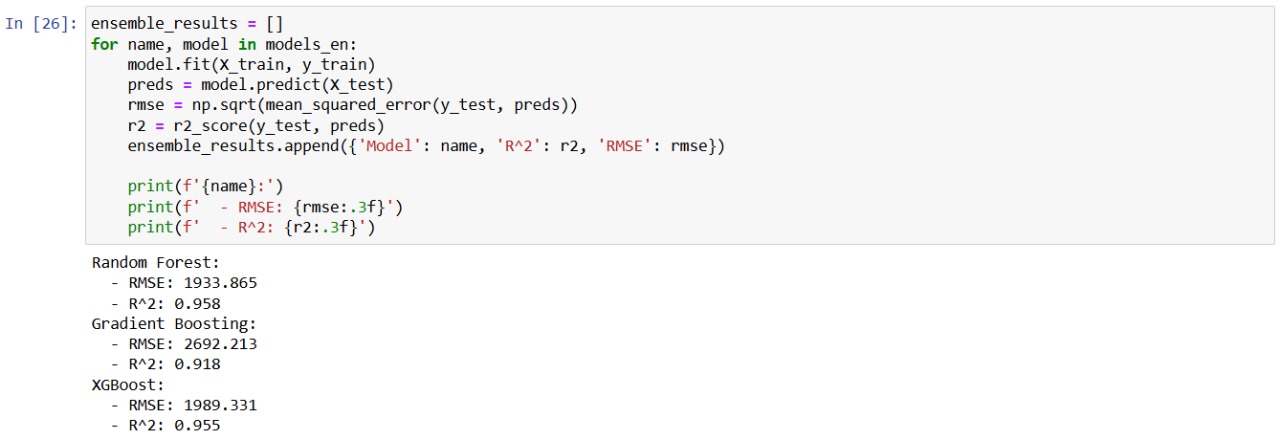 In [26]: ensemble_results = []
for name, model in models_en:
    model.fit(X_train, y_train)
    preds = model.predict(X_test)
    rmse = np.sqrt(mean_squared_error(y_test, preds))
    r2 = r2_score(y_test, preds)
    ensemble_results.append({'Model': name, 'R^2': r2, 'RMSE': rmse})

    print(f'{name}:')
    print(f'  - RMSE: {rmse:.3f}')
    print(f'  - R^2: {r2:.3f}')
Random Forest:
  - RMSE: 1933.865
  - R^2: 0.958
Gradient Boosting:
  - RMSE: 2692.213
  - R^2: 0.918
XGBoost:
  - RMSE: 1989.331
  - R^2: 0.955